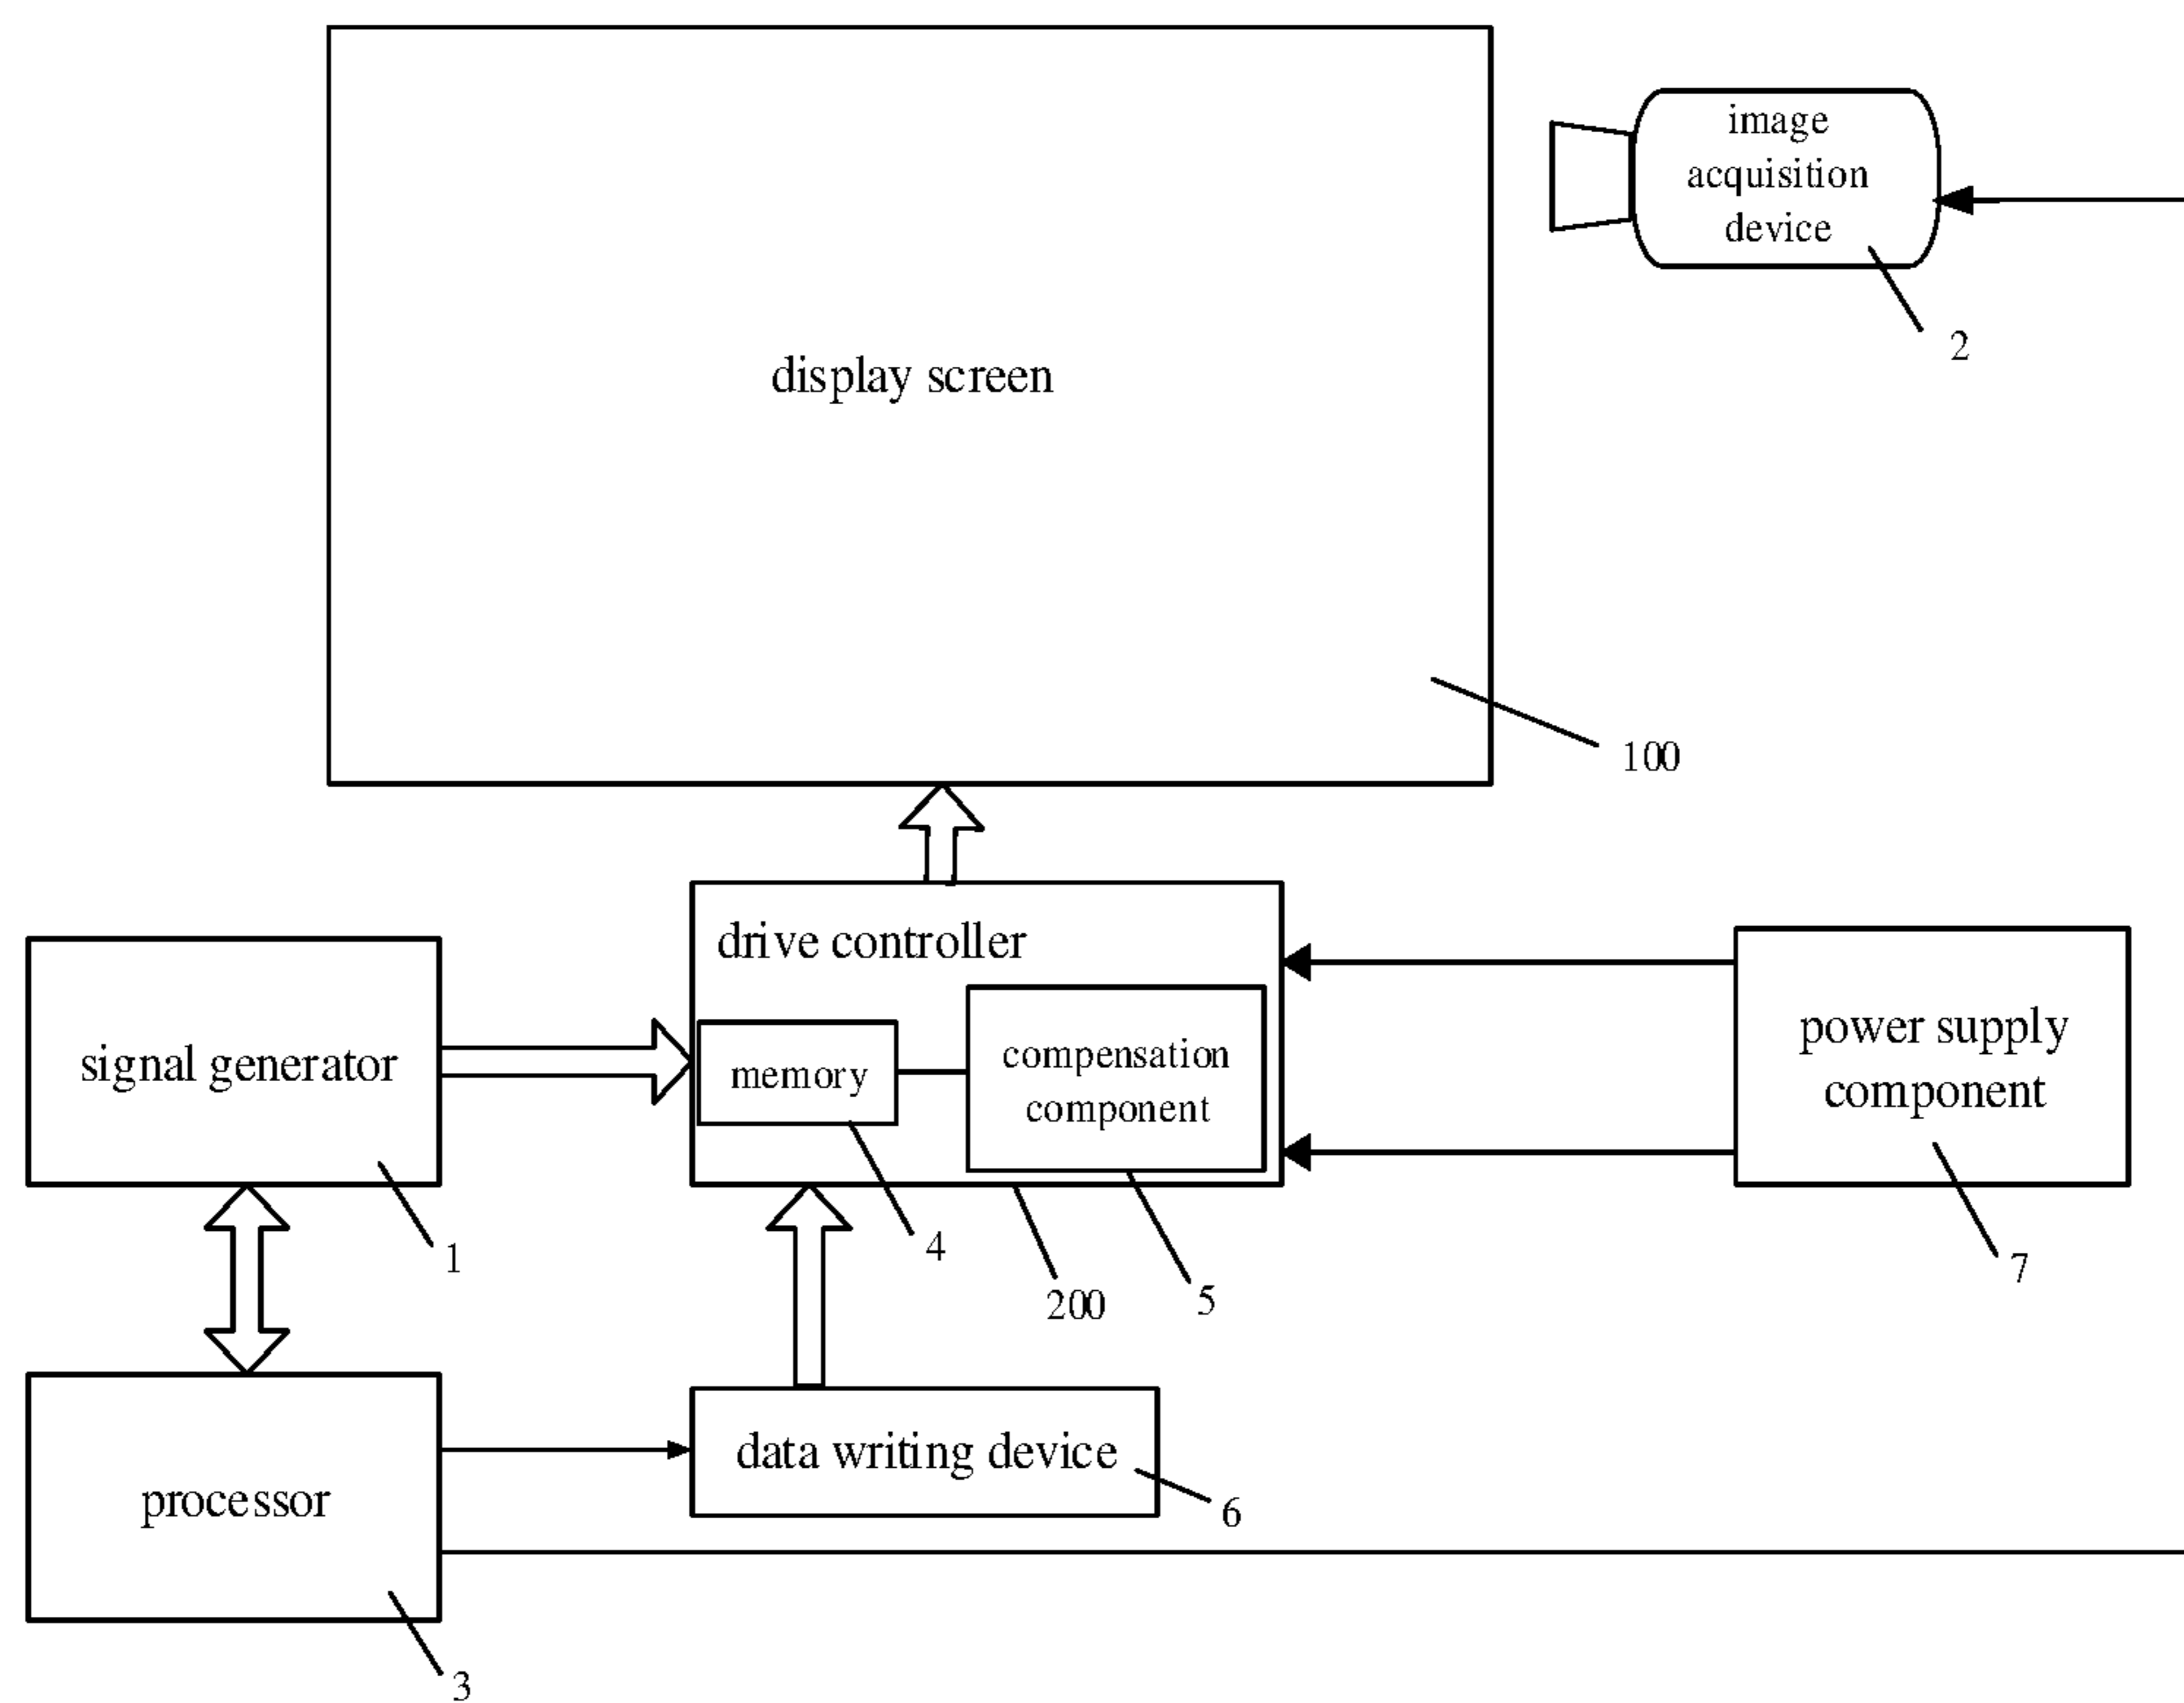 image
acquisition
device
2
display screen
100
drive controller
signal generator
memory
compensation
component
power supply
component
1
4
200
5
7
data writing device
6
processor
3